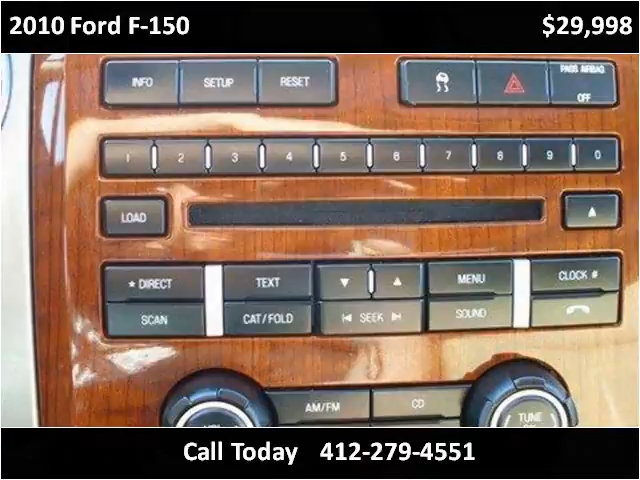 2010 Ford F-150 $29,998
INFO SETUP RESET PASS AIRBAG
OFF
1 2 3 4 5 6 7 8 9 0
LOAD
* DIRECT TEXT MENU CLOCK #
SCAN CAT/FOLD SEEK SOUND
AM/FM CD
TUNE
Call Today 412-279-4551